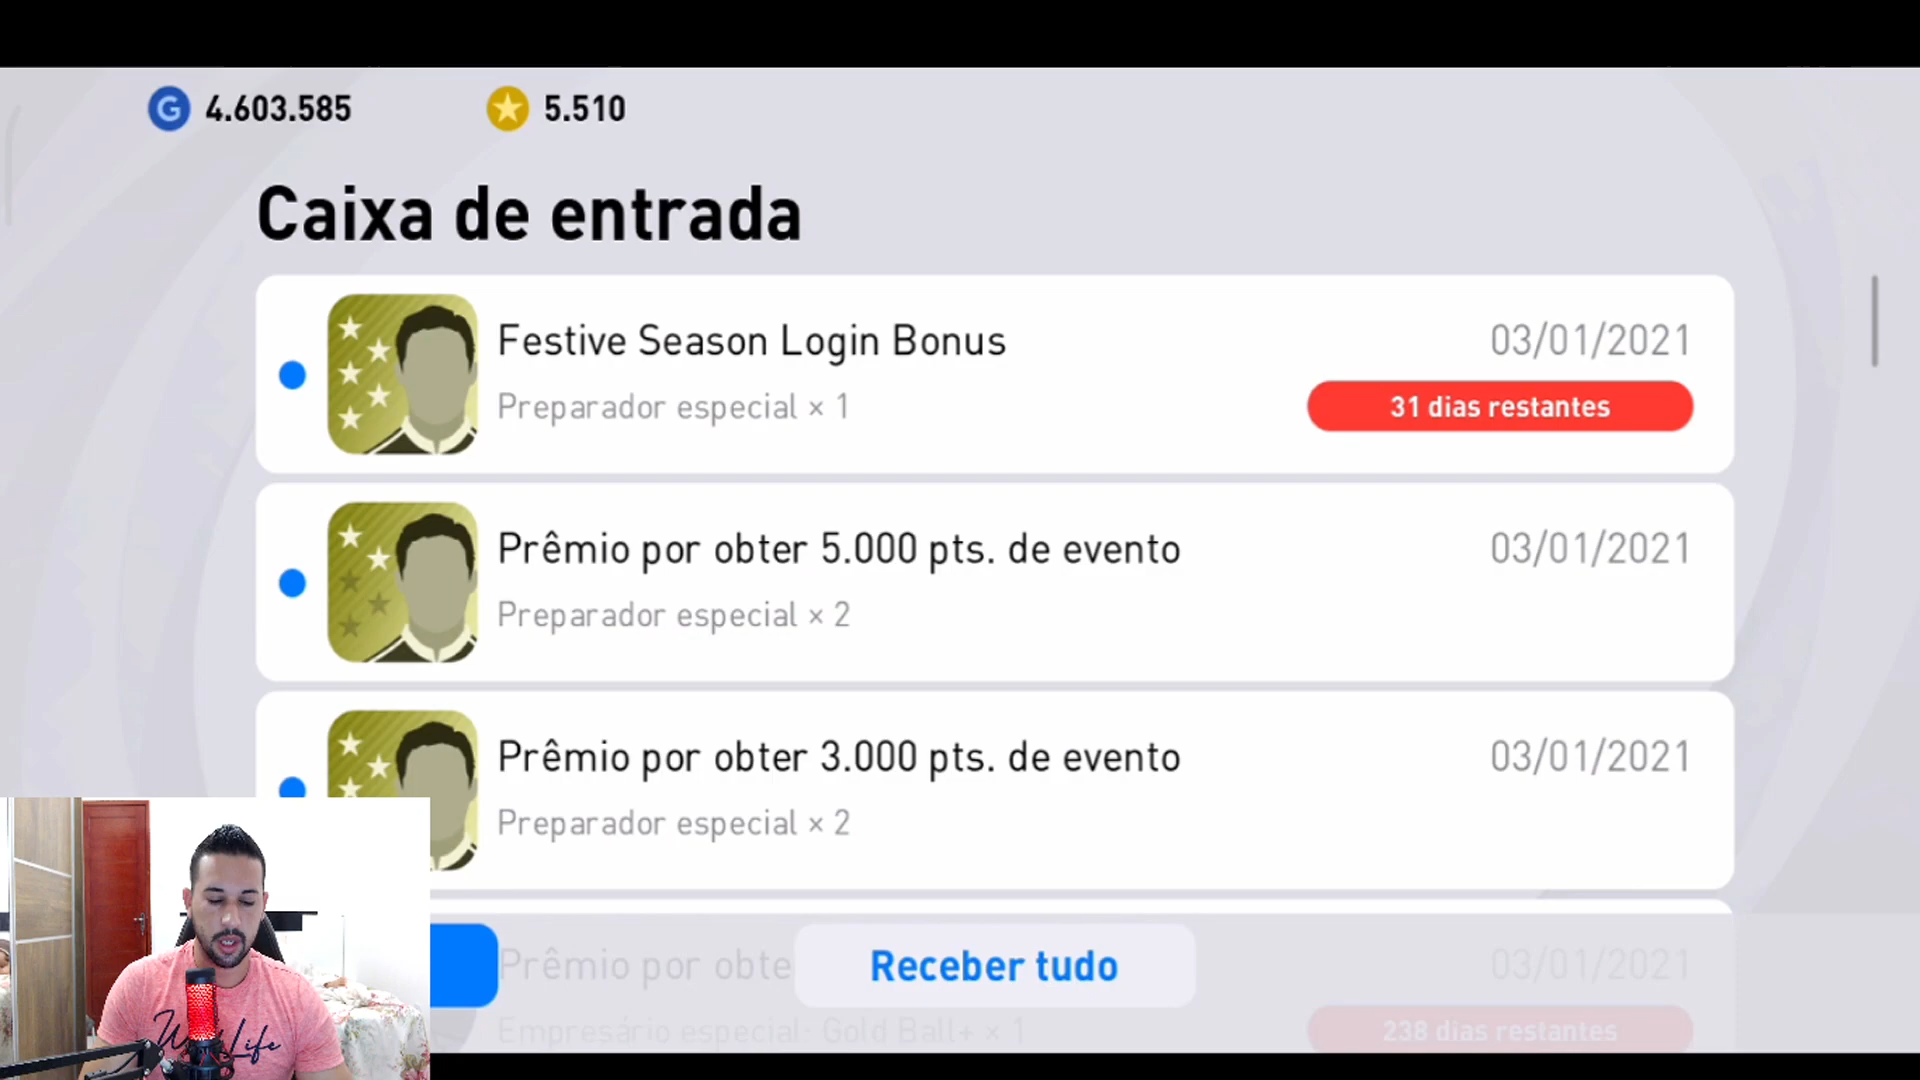 G 4.603.585
5.510
Caixa de entrada
Festive Season Login Bonus
03/01/2021
Preparador especial × 1
31 dias restantes
Prêmio por obter 5.000 pts. de evento
03/01/2021
Preparador especial × 2
Prêmio por obter 3.000 pts. de evento
03/01/2021
Preparador especial × 2
Prêmio por obte
03/01/2021
Receber tudo
Empresário especial: Gold Ball+ × 1
238 dias restantes
Life